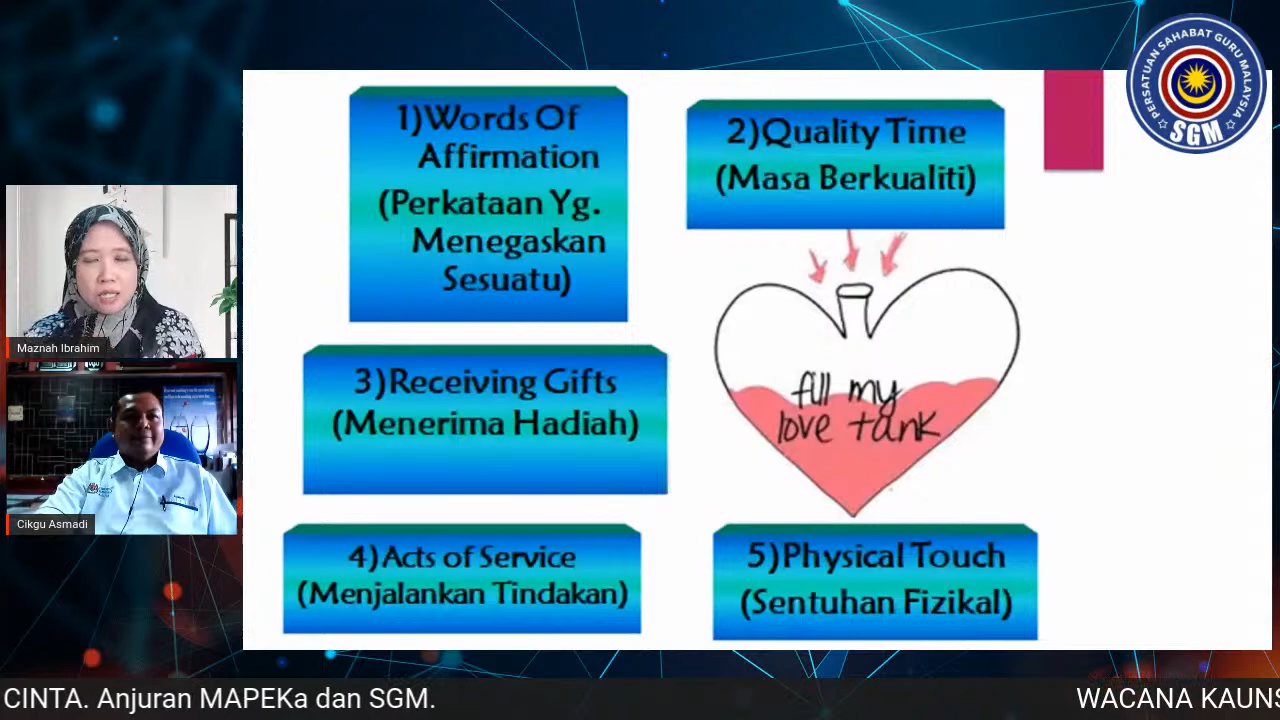 1)Words Of
Affirmation
(Perkataan Yg.
Menegaskan
Sesuatu)
2)Quality Time
(Masa Berkualiti)
PERSATUAN SAHABAT GURU MALAYSIA
SGM
Maznah Ibrahim
fill my
love tank
3)Receiving Gifts
(Menerima Hadiah)
Cikgu Asmadi
4)Acts of Service
(Menjalankan Tindakan)
5)Physical Touch
(Sentuhan Fizikal)
CINTA. Anjuran MAPEKa dan SGM.
WACANA KAUNS